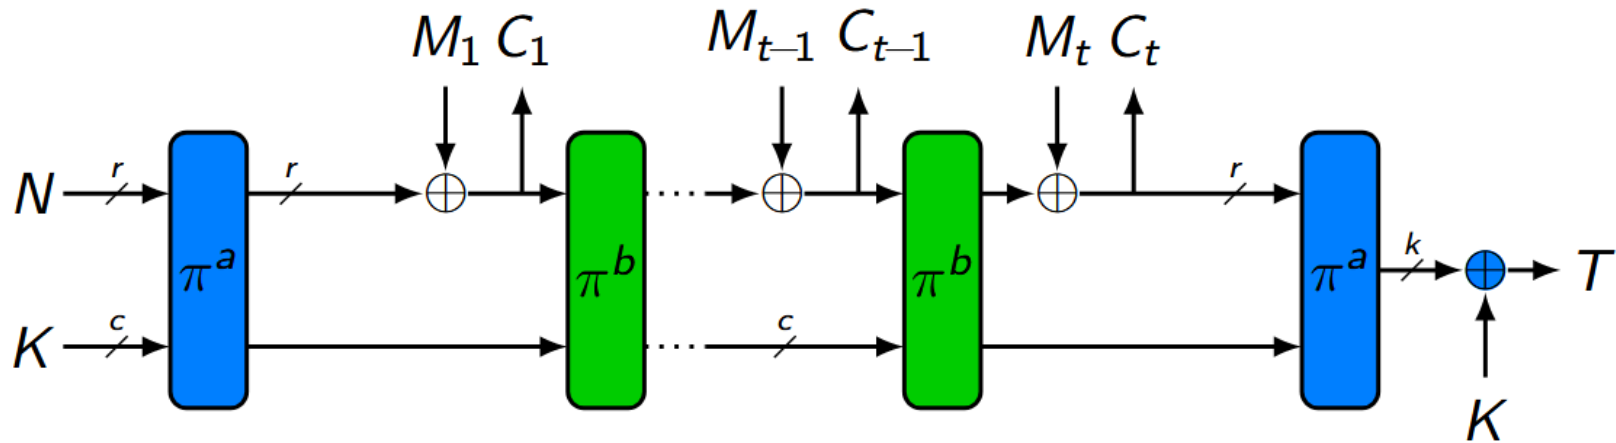 M₁ C₁ Mₜ₋₁ Cₜ₋₁ Mₜ Cₜ
N r r r
πᵃ πᵇ πᵇ πᵃ k T
K c c
K